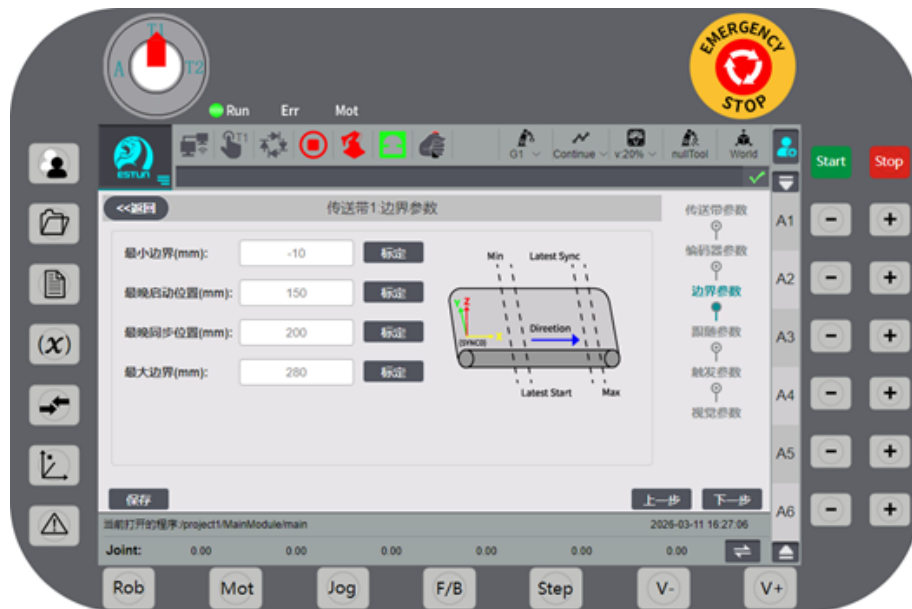 T1
A
T2
EMERGENCY
STOP
Run Err Mot
T1
ESTUN
G1 Continue v:20% nullTool World
Start Stop
<<返回 传送带1:边界参数
最小边界(mm): -10 标定
最晚启动位置(mm): 150 标定
最晚同步位置(mm): 200 标定
最大边界(mm): 280 标定
Min Latest Sync
Y Z
X
(SYNC0)
Direction
Latest Start Max
传送带参数
编码器参数
边界参数
跟随参数
触发参数
视觉参数
A1 - +
A2 - +
A3 - +
A4 - +
A5 - +
A6 - +
(x)
保存 上一步 下一步
当前打开的程序:/project1/MainModule/main 2026-03-11 16:27:06
Joint: 0.00 0.00 0.00 0.00 0.00 0.00
Rob Mot Jog F/B Step V- V+